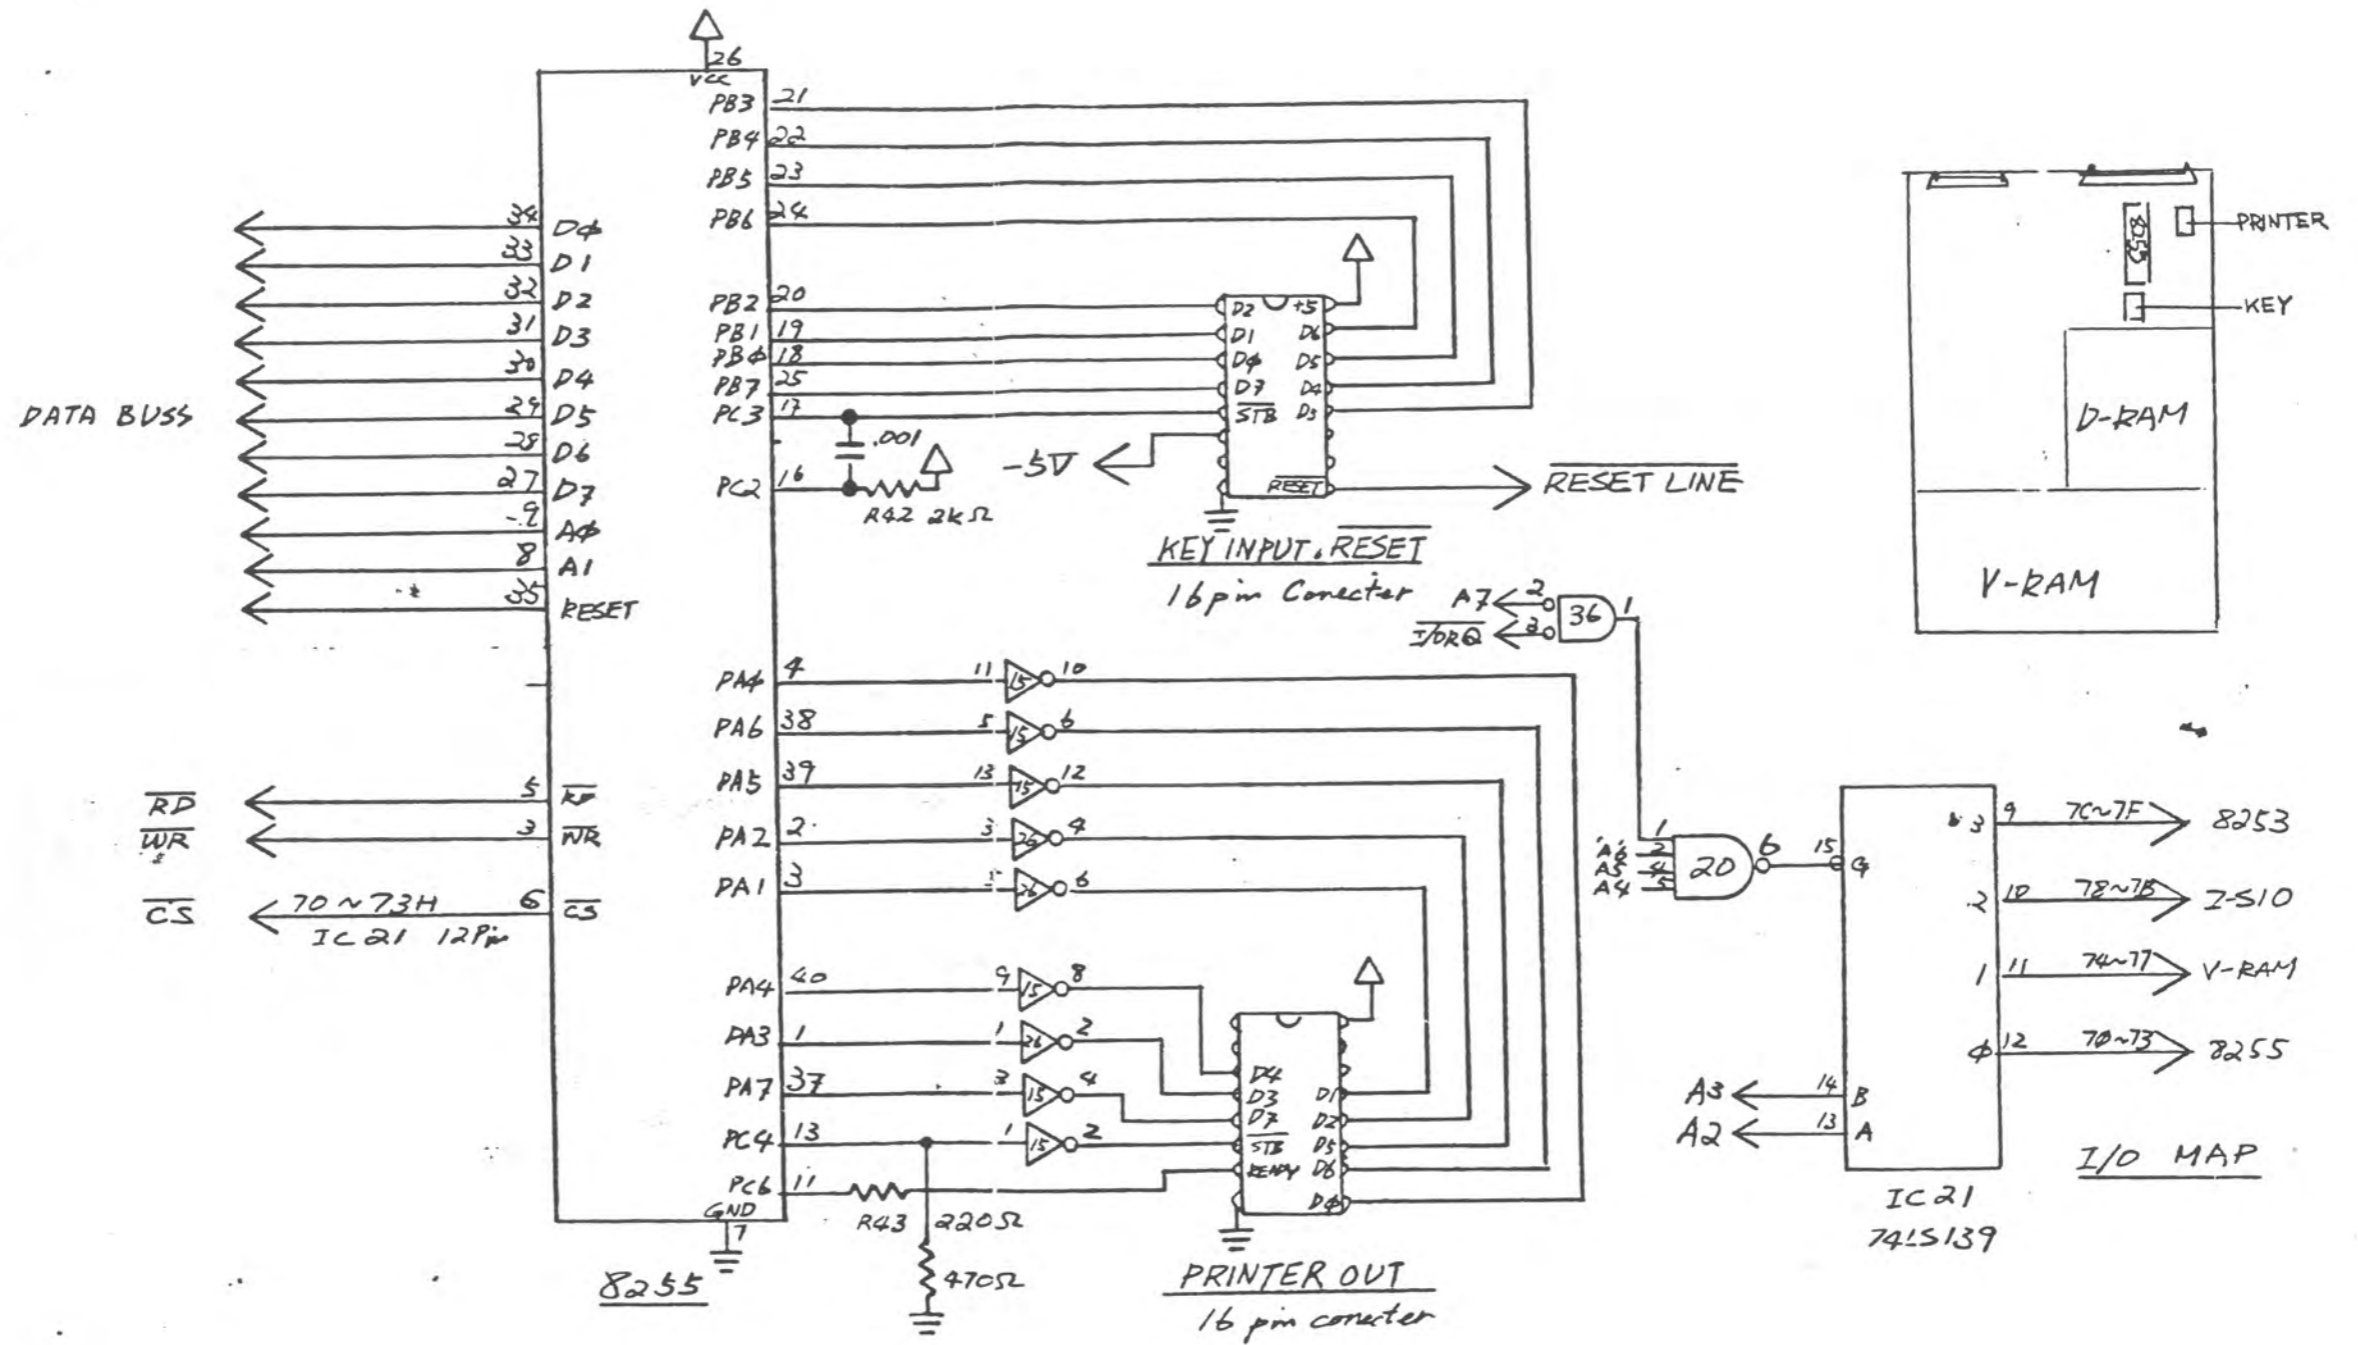 26
VCC
PB3 21
PB4 22
PB5 23
PB6 24
PB2 20
PB1 19
PBϕ 18
PB7 25
PC3 17
PC2 16
.001
R42 2KΩ
34 Dϕ
33 D1
32 D2
31 D3
30 D4
29 D5
28 D6
27 D7
9 Aϕ
8 A1
35 RESET
DATA BUSS
D2 +5
D1 D6
Dϕ D5
D7 D4
STB D3
RESET
-5V
RESET LINE
KEY INPUT. RESET
16 pin Conecter
PRINTER
8255
KEY
D-RAM
V-RAM
A7 2
I/ORQ 3
36 1
PA4 4 11 15 10
PA6 38 5 15 6
PA5 39 13 15 12
PA2 2 3 26 4
PA1 3 26 6
PA4 40 9 15 8
PA3 1 1 26 2
PA7 37 3 15 4
PC4 13 1 15 2
PC6 11
R43 220Ω
470Ω
GND
7
RD 5 RD
WR 3 WR
CS 70~73H 6 CS
IC21 12Pin
8255
D4
D3 D1
D7 D2
STB D5
READY D6
Dϕ
PRINTER OUT
16 pin conecter
1
A6 2
A5 4
A4 5
20 6
15 G
3 9 7C~7F 8253
2 10 78~7B I-SIO
1 11 74~77 V-RAM
ϕ 12 7ϕ~73 8255
A3 14 B
A2 13 A
IC21
74LS139
I/O MAP